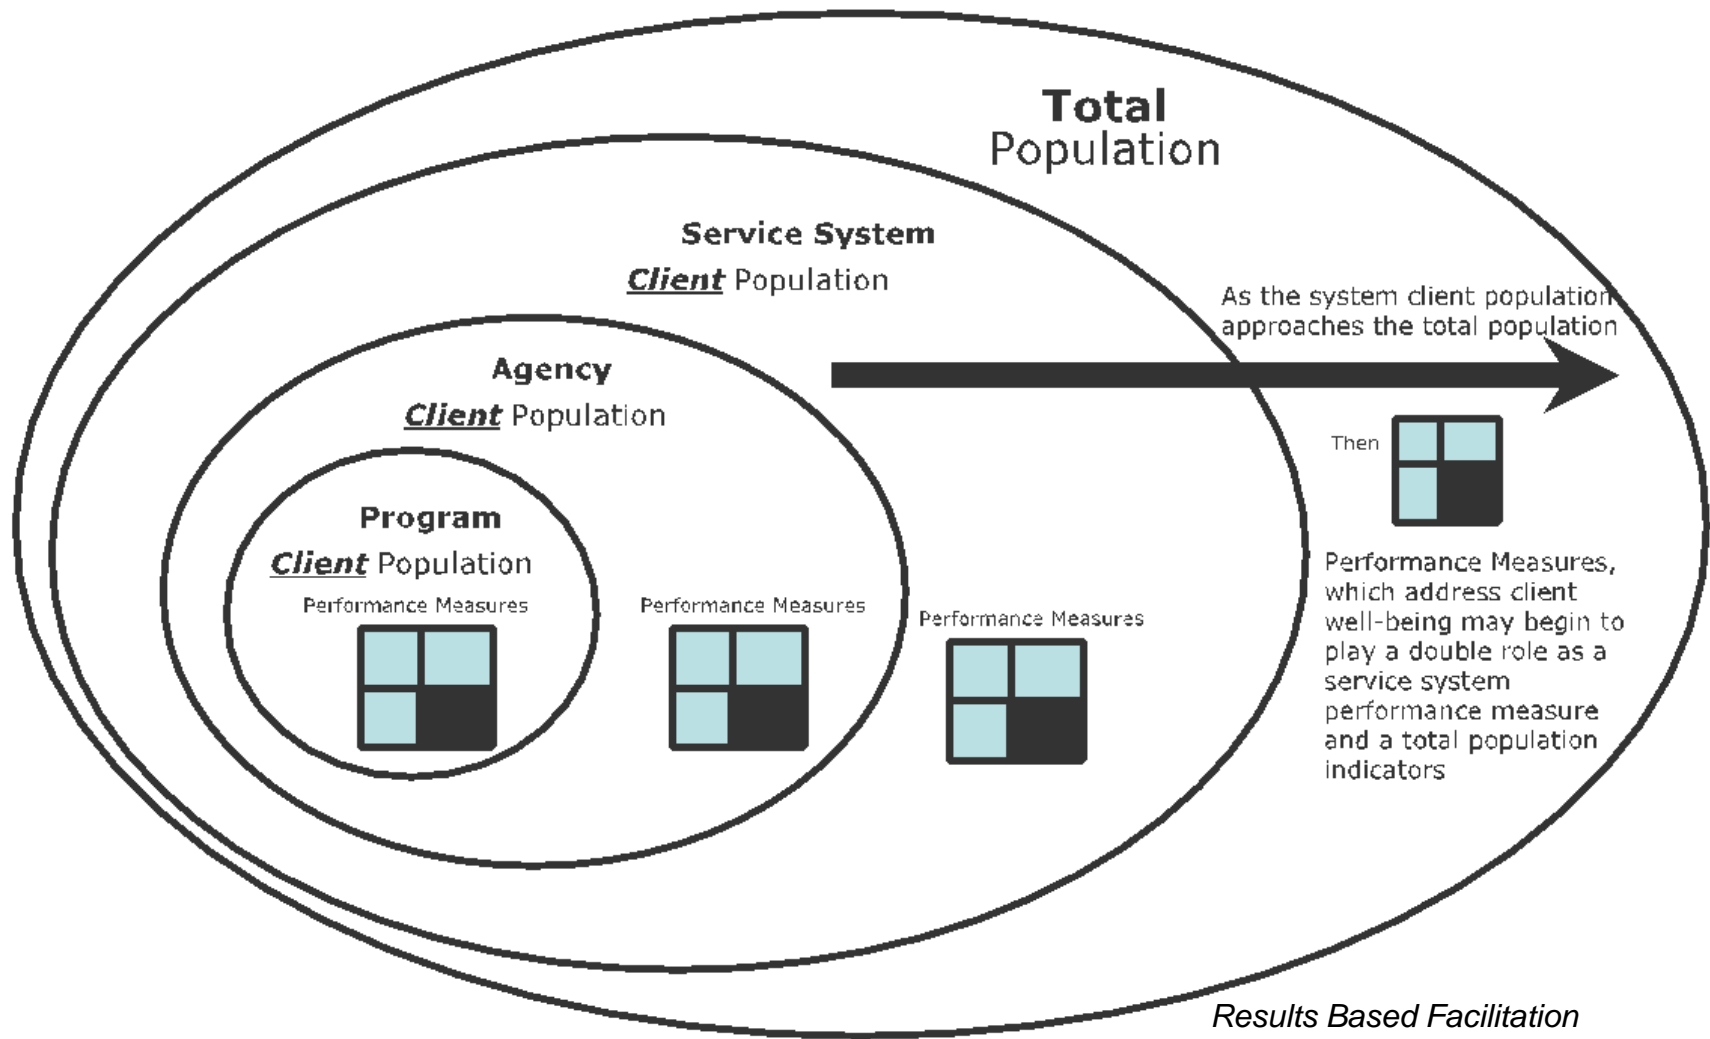 Total
Population
Service System
Client Population
As the system client population
approaches the total population
Agency
Client Population
Then
Program
Client Population
Performance Measures
Performance Measures
Performance Measures
Performance Measures,
which address client
well-being may begin to
play a double role as a
service system
performance measure
and a total population
indicators
Results Based Facilitation